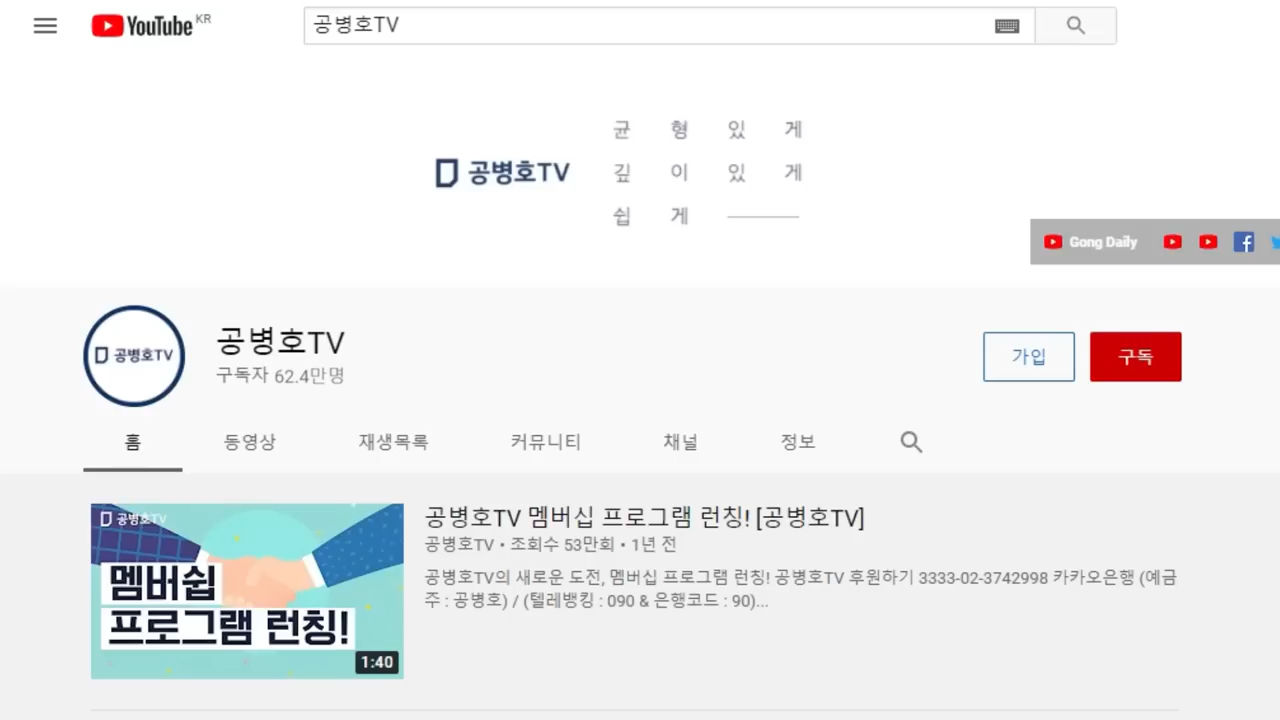 YouTube KR
공병호TV
균 형 있 게
공병호TV
깊 이 있 게
쉽 게
Gong Daily
공병호TV
공병호TV
구독자 62.4만명
가입
구독
홈
동영상
재생목록
커뮤니티
채널
정보
공병호TV
멤버쉽
프로그램 런칭!
1:40
공병호TV 멤버십 프로그램 런칭! [공병호TV]
공병호TV • 조회수 53만회 • 1년 전
공병호TV의 새로운 도전, 멤버십 프로그램 런칭! 공병호TV 후원하기 3333-02-3742998 카카오은행 (예금
주 : 공병호) / (텔레뱅킹 : 090 & 은행코드 : 90)...